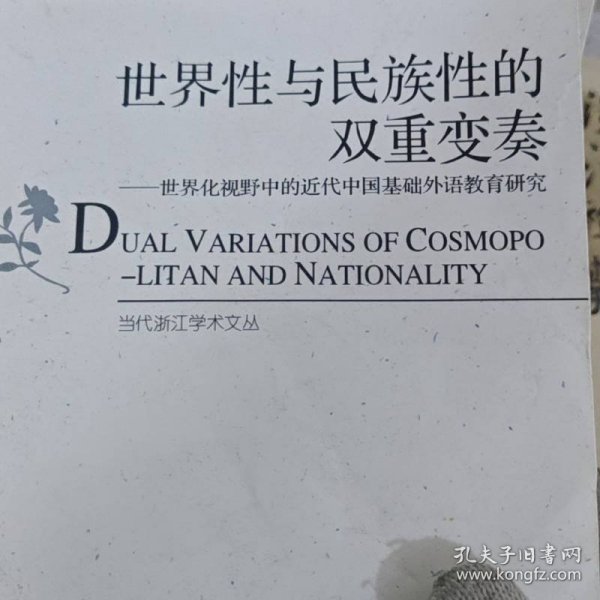 世界性与民族性的
双重变奏
——世界化视野中的近代中国基础外语教育研究
DUAL VARIATIONS OF COSMOPO
-LITAN AND NATIONALITY
当代浙江学术文丛
孔夫子旧书网
www.kongfz.com